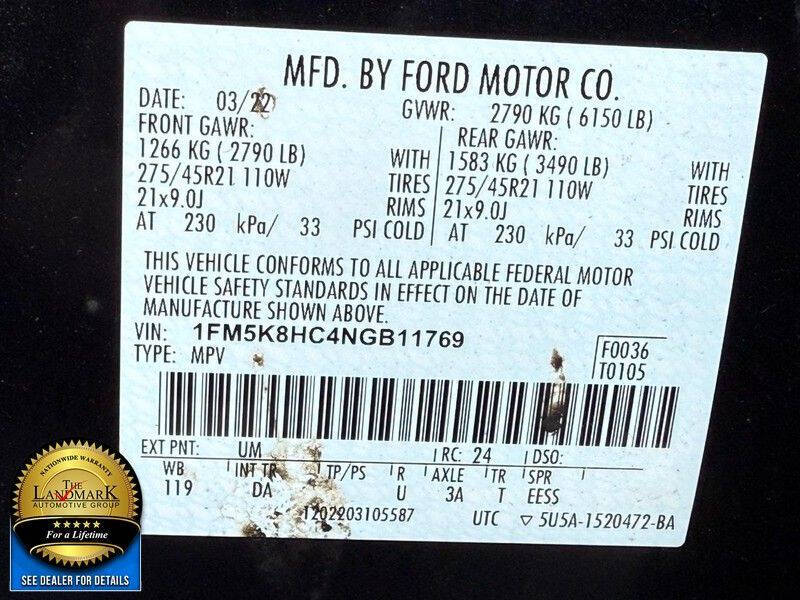 MFD. BY FORD MOTOR CO.
DATE: 03/22 GVWR: 2790 KG ( 6150 LB)
FRONT GAWR: REAR GAWR:
1266 KG ( 2790 LB) WITH 1583 KG ( 3490 LB) WITH
275/45R21 110W TIRES 275/45R21 110W TIRES
21x9.0J RIMS 21x9.0J RIMS
AT 230 kPa/ 33 PSI COLD AT 230 kPa/ 33 PSI COLD
THIS VEHICLE CONFORMS TO ALL APPLICABLE FEDERAL MOTOR
VEHICLE SAFETY STANDARDS IN EFFECT ON THE DATE OF
MANUFACTURE SHOWN ABOVE.
VIN: 1FM5K8HC4NGB11769
TYPE: MPV
F0036
T0105
EXT PNT: UM RC: 24 DSO:
WB INT TR TP/PS R AXLE TR SPR
119 DA U 3A T EESS
1202203105587 UTC ▽ 5U5A-1520472-BA
NATIONWIDE WARRANTY
THE
LANDMARK
AUTOMOTIVE GROUP
★★★★★
For a Lifetime
SEE DEALER FOR DETAILS